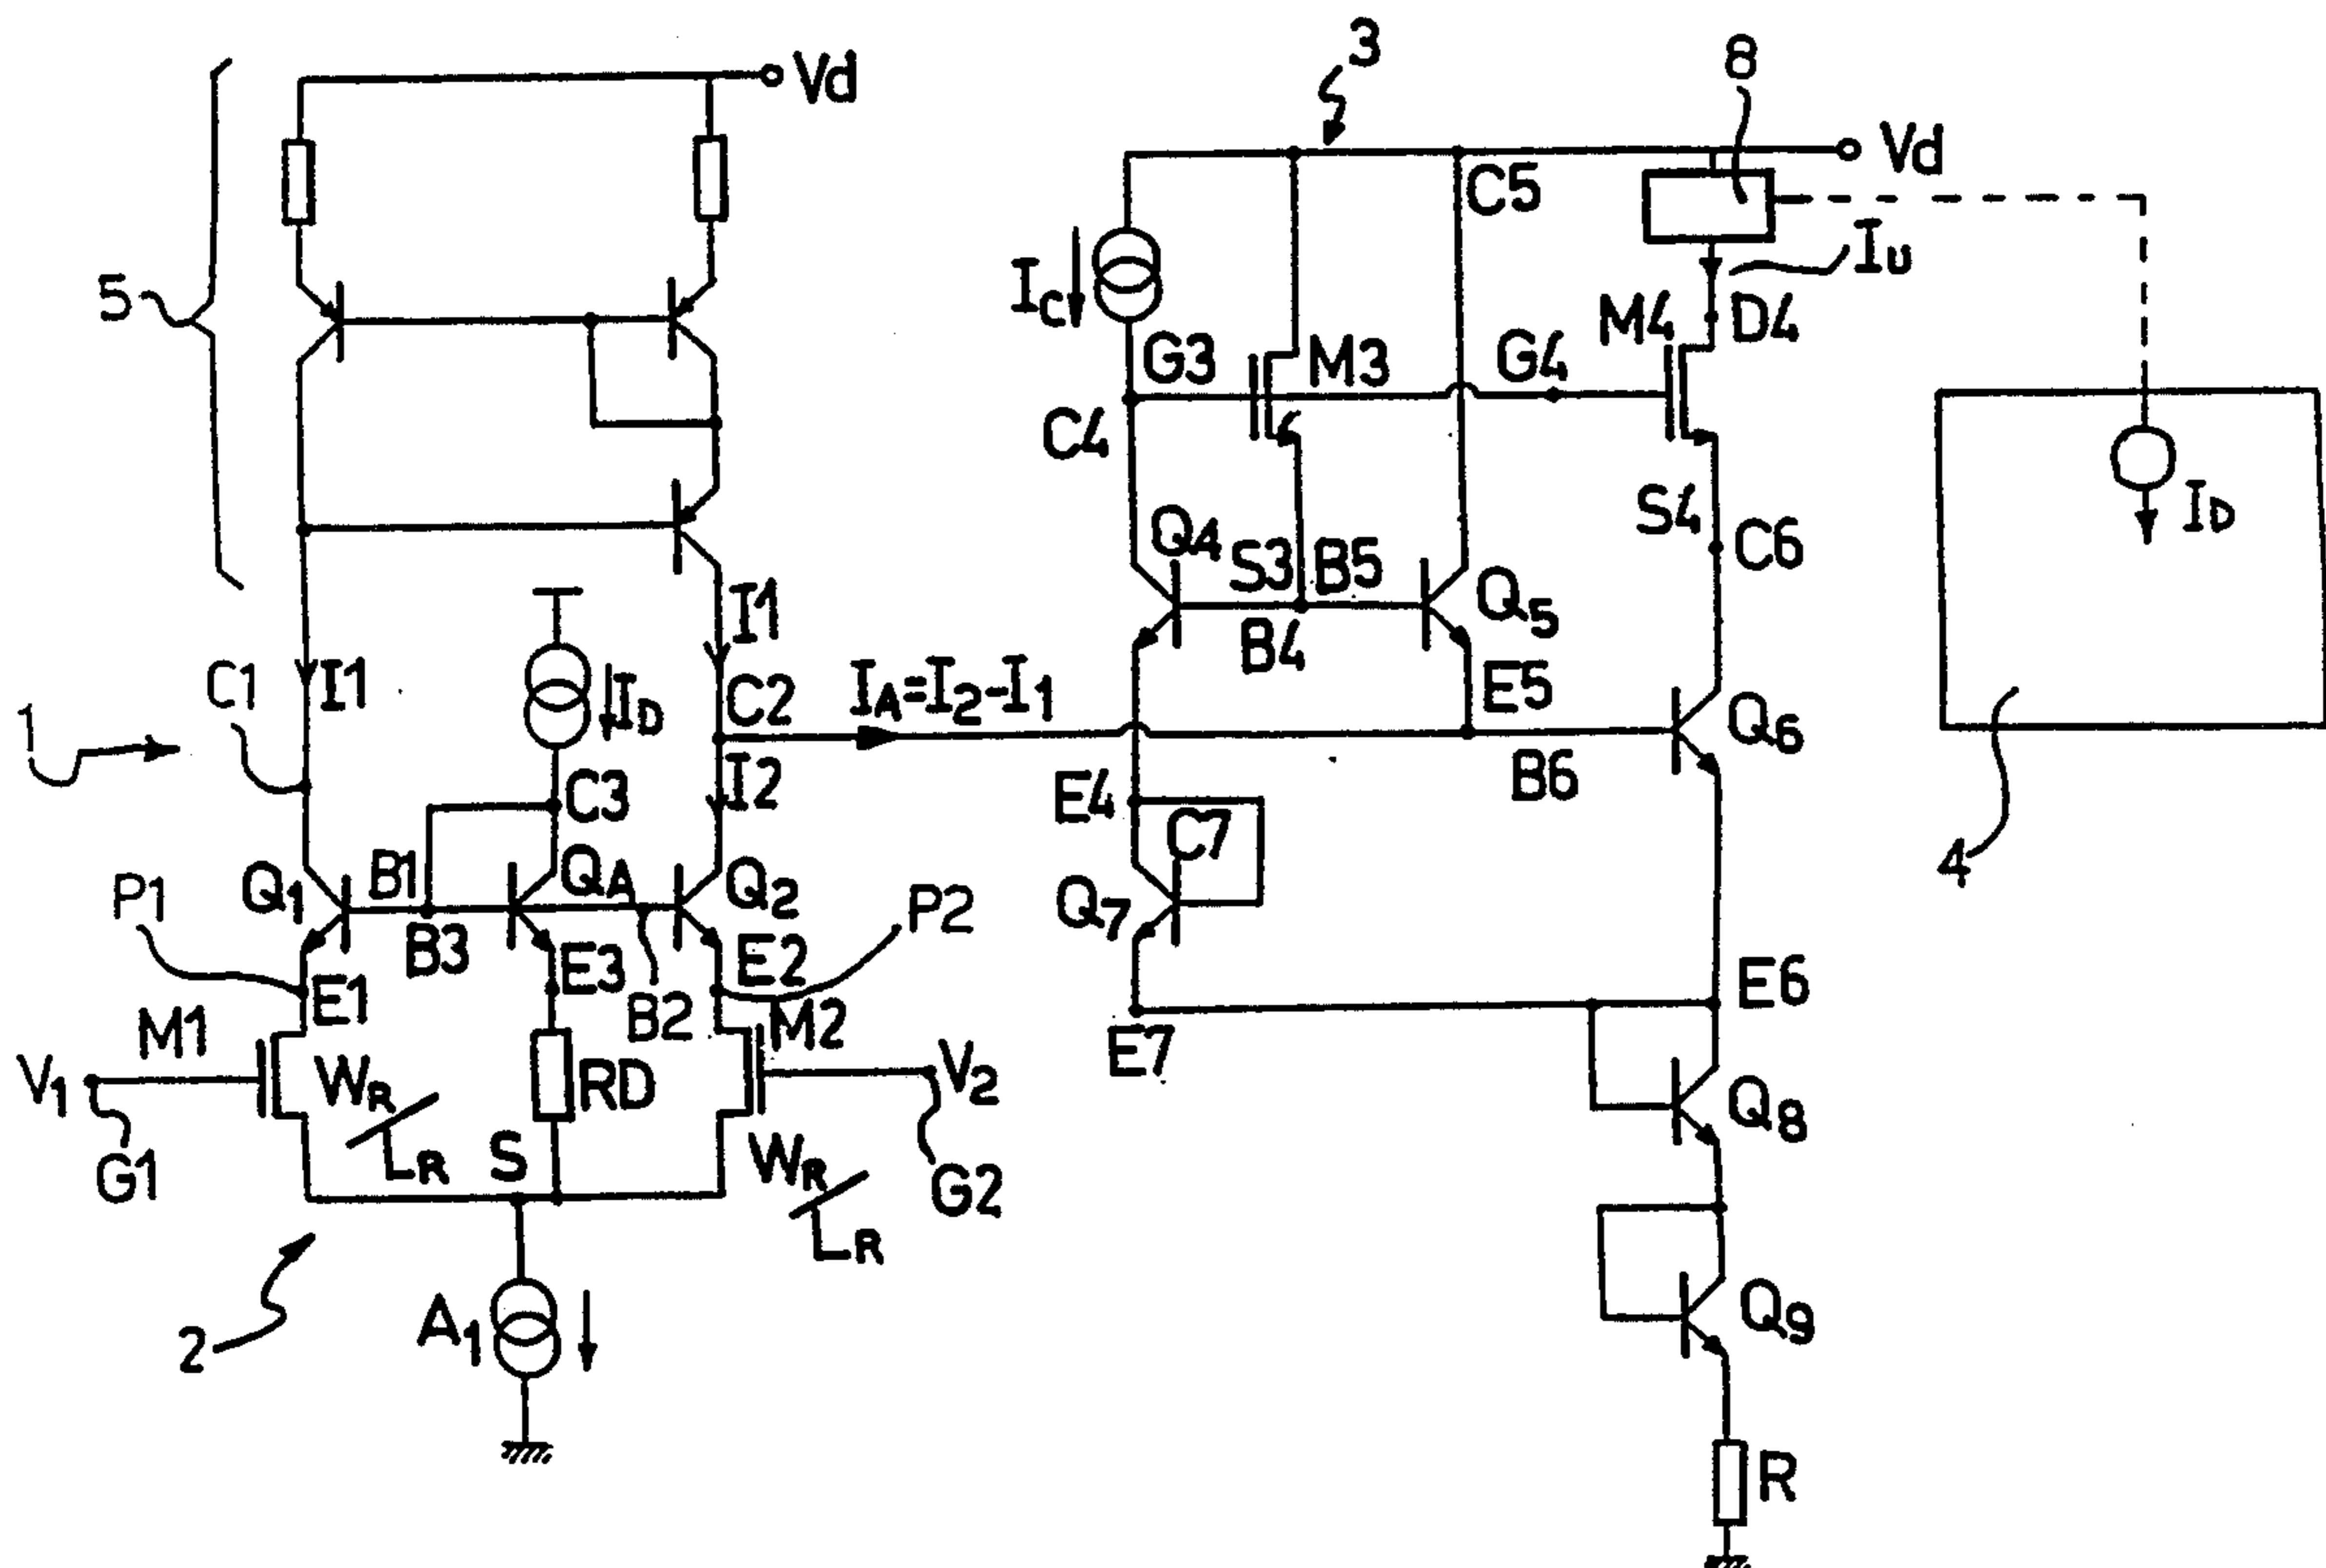 3
8
Vd
Vd
C5
5
IC
IU
G3
M3
G4
M4
D4
C4
S4
ID
Q4
S3
B5
Q5
C6
I1
B4
C1
I1
ID
C2
IA=I2-I1
E5
Q6
1
I2
B6
C3
E4
C7
4
P1
Q1
B1
QA
Q2
P2
Q7
B3
E3
E2
E1
B2
E6
M1
M2
E7
V1
WR
RD
V2
Q8
LR
S
WR
G1
G2
LR
2
A1
Q9
R